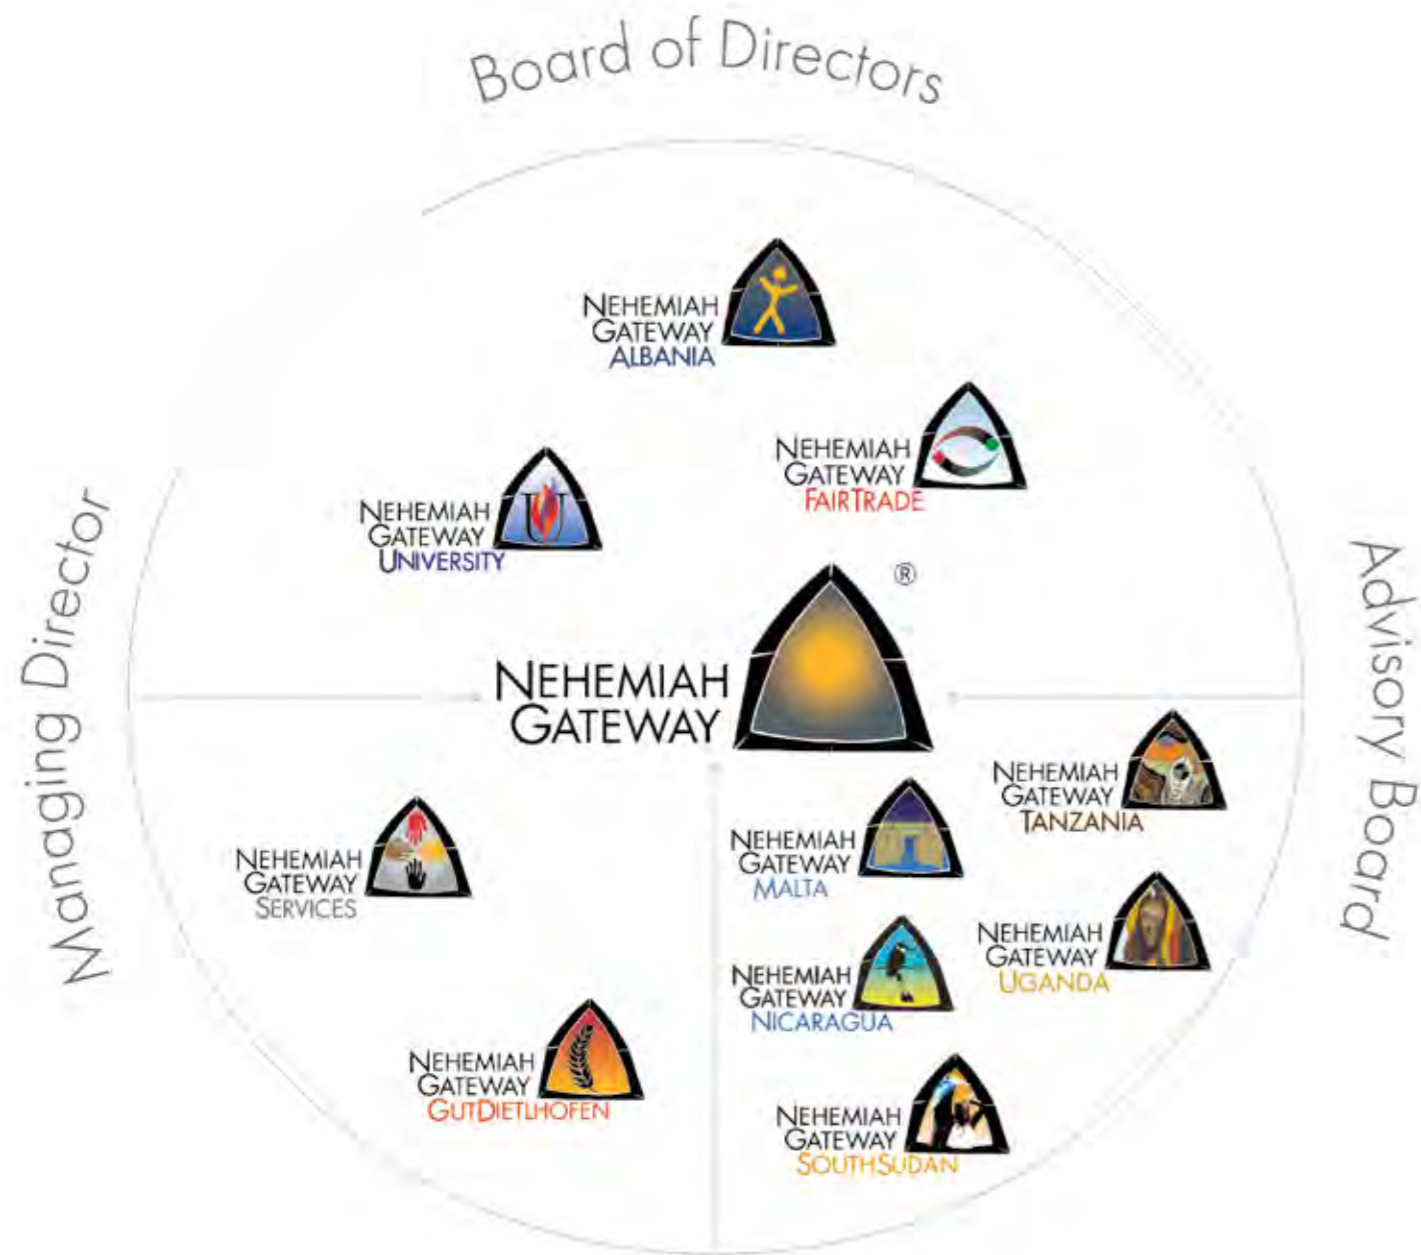 Board of Directors
NEHEMIAH
GATEWAY
ALBANIA
NEHEMIAH
GATEWAY
FAIRTRADE
NEHEMIAH
GATEWAY
UNIVERSITY
U
Managing Director
Advisory Board
®
NEHEMIAH
GATEWAY
NEHEMIAH
GATEWAY
TANZANIA
NEHEMIAH
GATEWAY
MALTA
NEHEMIAH
GATEWAY
SERVICES
NEHEMIAH
GATEWAY
UGANDA
NEHEMIAH
GATEWAY
NICARAGUA
NEHEMIAH
GATEWAY
GUTDIETLHOFEN
NEHEMIAH
GATEWAY
SOUTHSUDAN